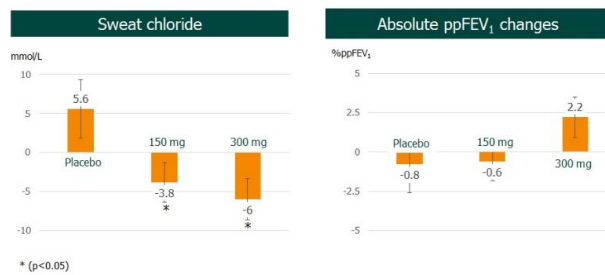 Sweat chloride
mmol/L
10
5
0
-5
-10
5.6
Placebo
150 mg
-3.8
*
300 mg
-6
*
* (p<0.05)
Absolute ppFEV₁ changes
%ppFEV₁
5
2.5
0
-2.5
-5
Placebo
-0.8
150 mg
-0.6
2.2
300 mg